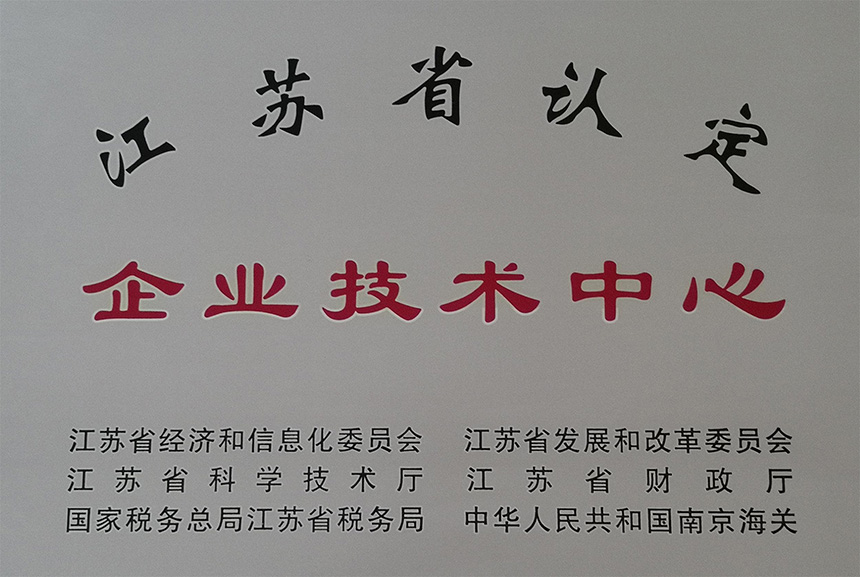 江苏省认定
企业技术中心
江苏省经济和信息化委员会 江苏省发展和改革委员会
江苏省科学技术厅 江苏省财政厅
国家税务总局江苏省税务局 中华人民共和国南京海关